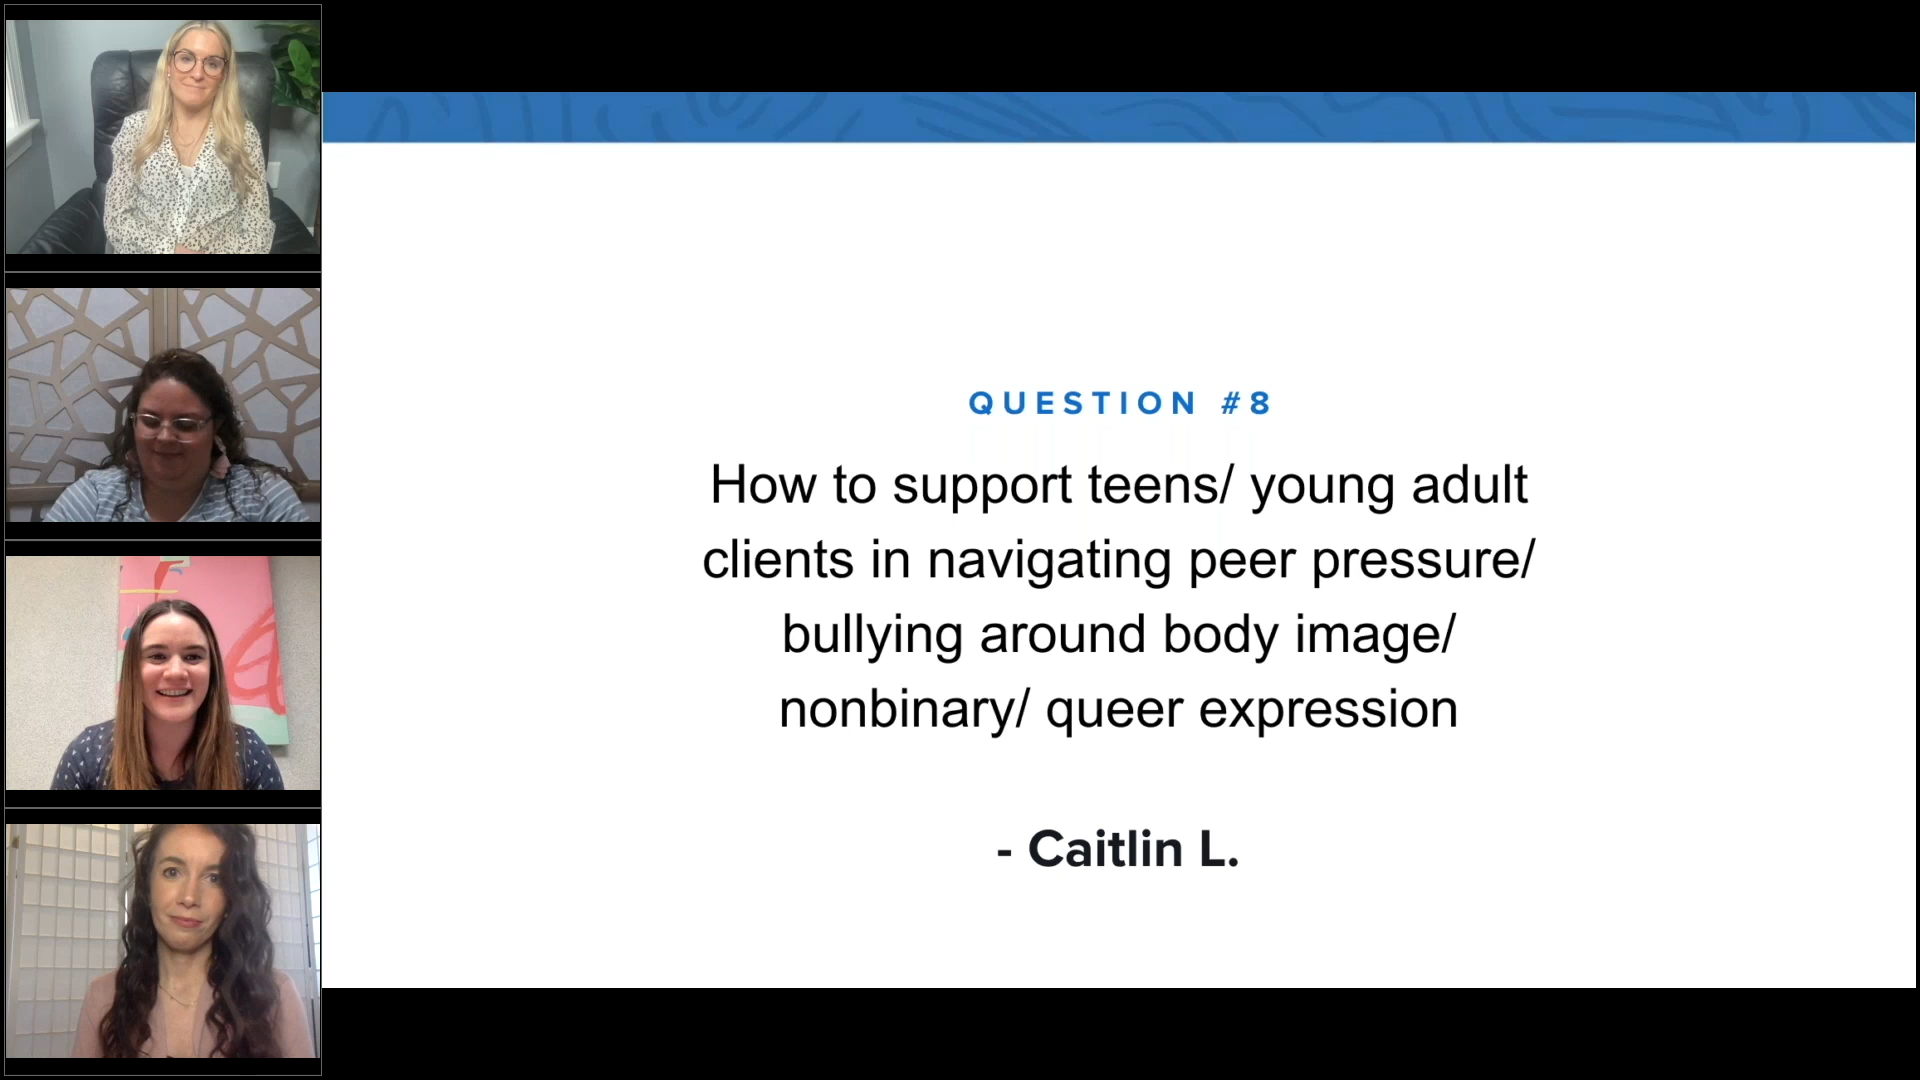 QUESTION #8
How to support teens/ young adult
clients in navigating peer pressure/
bullying around body image/
nonbinary/ queer expression
- Caitlin L.